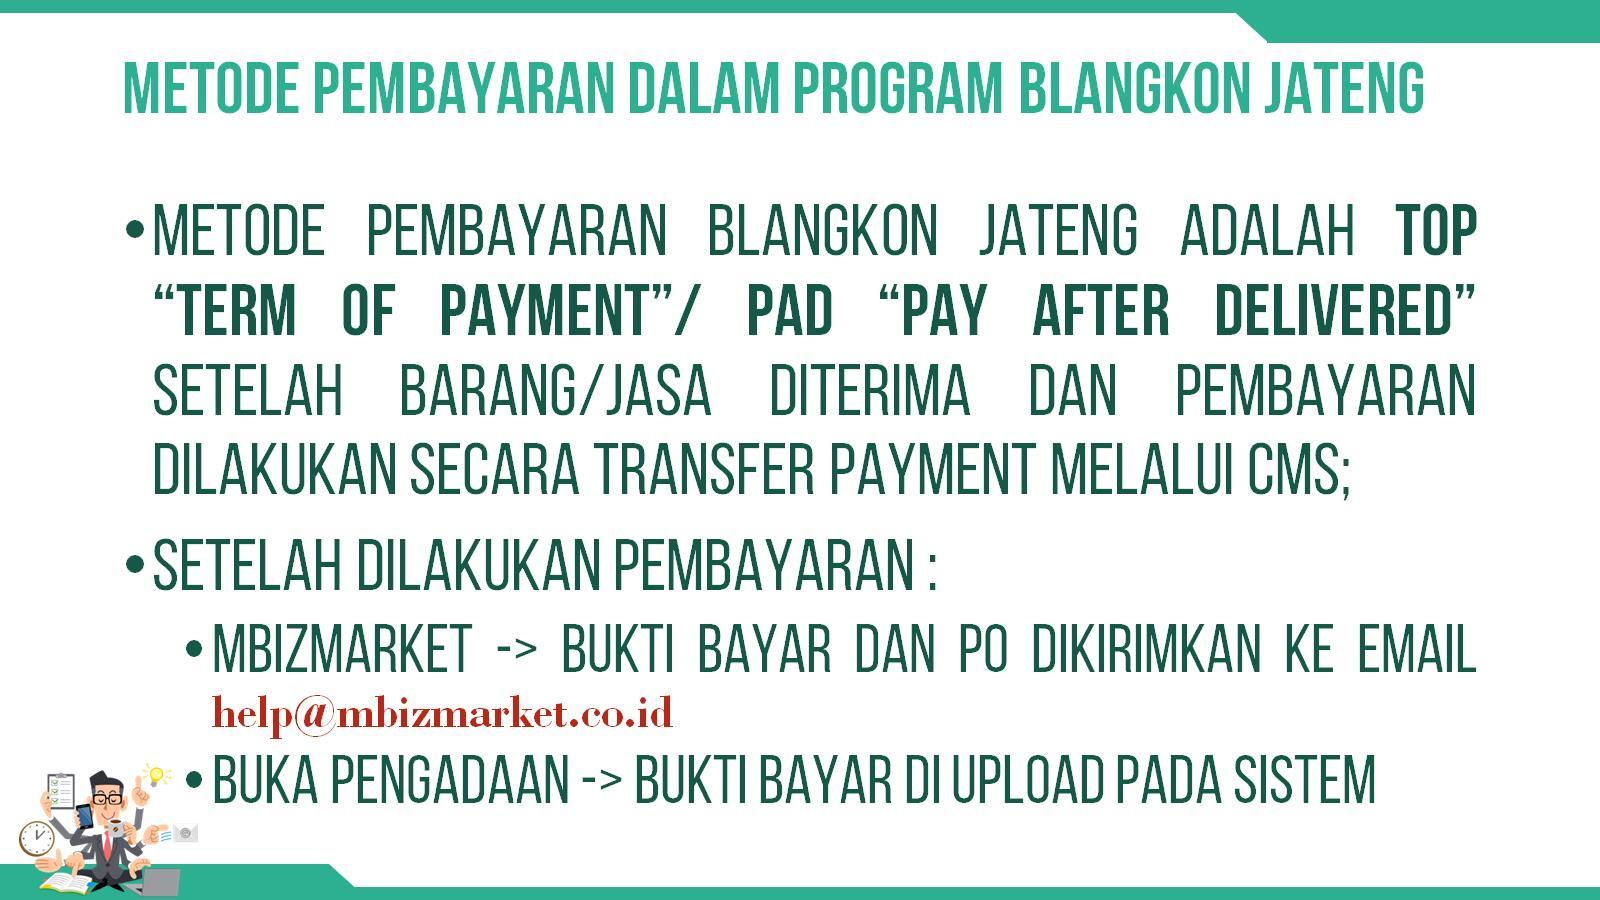 METODE PEMBAYARAN DALAM PROGRAM BLANGKON JATENG
•METODE PEMBAYARAN BLANGKON JATENG ADALAH TOP
“TERM OF PAYMENT”/ PAD “PAY AFTER DELIVERED”
SETELAH BARANG/JASA DITERIMA DAN PEMBAYARAN
DILAKUKAN SECARA TRANSFER PAYMENT MELALUI CMS;
•SETELAH DILAKUKAN PEMBAYARAN :
•MBIZMARKET -> BUKTI BAYAR DAN PO DIKIRIMKAN KE EMAIL
help@mbizmarket.co.id
•BUKA PENGADAAN -> BUKTI BAYAR DI UPLOAD PADA SISTEM